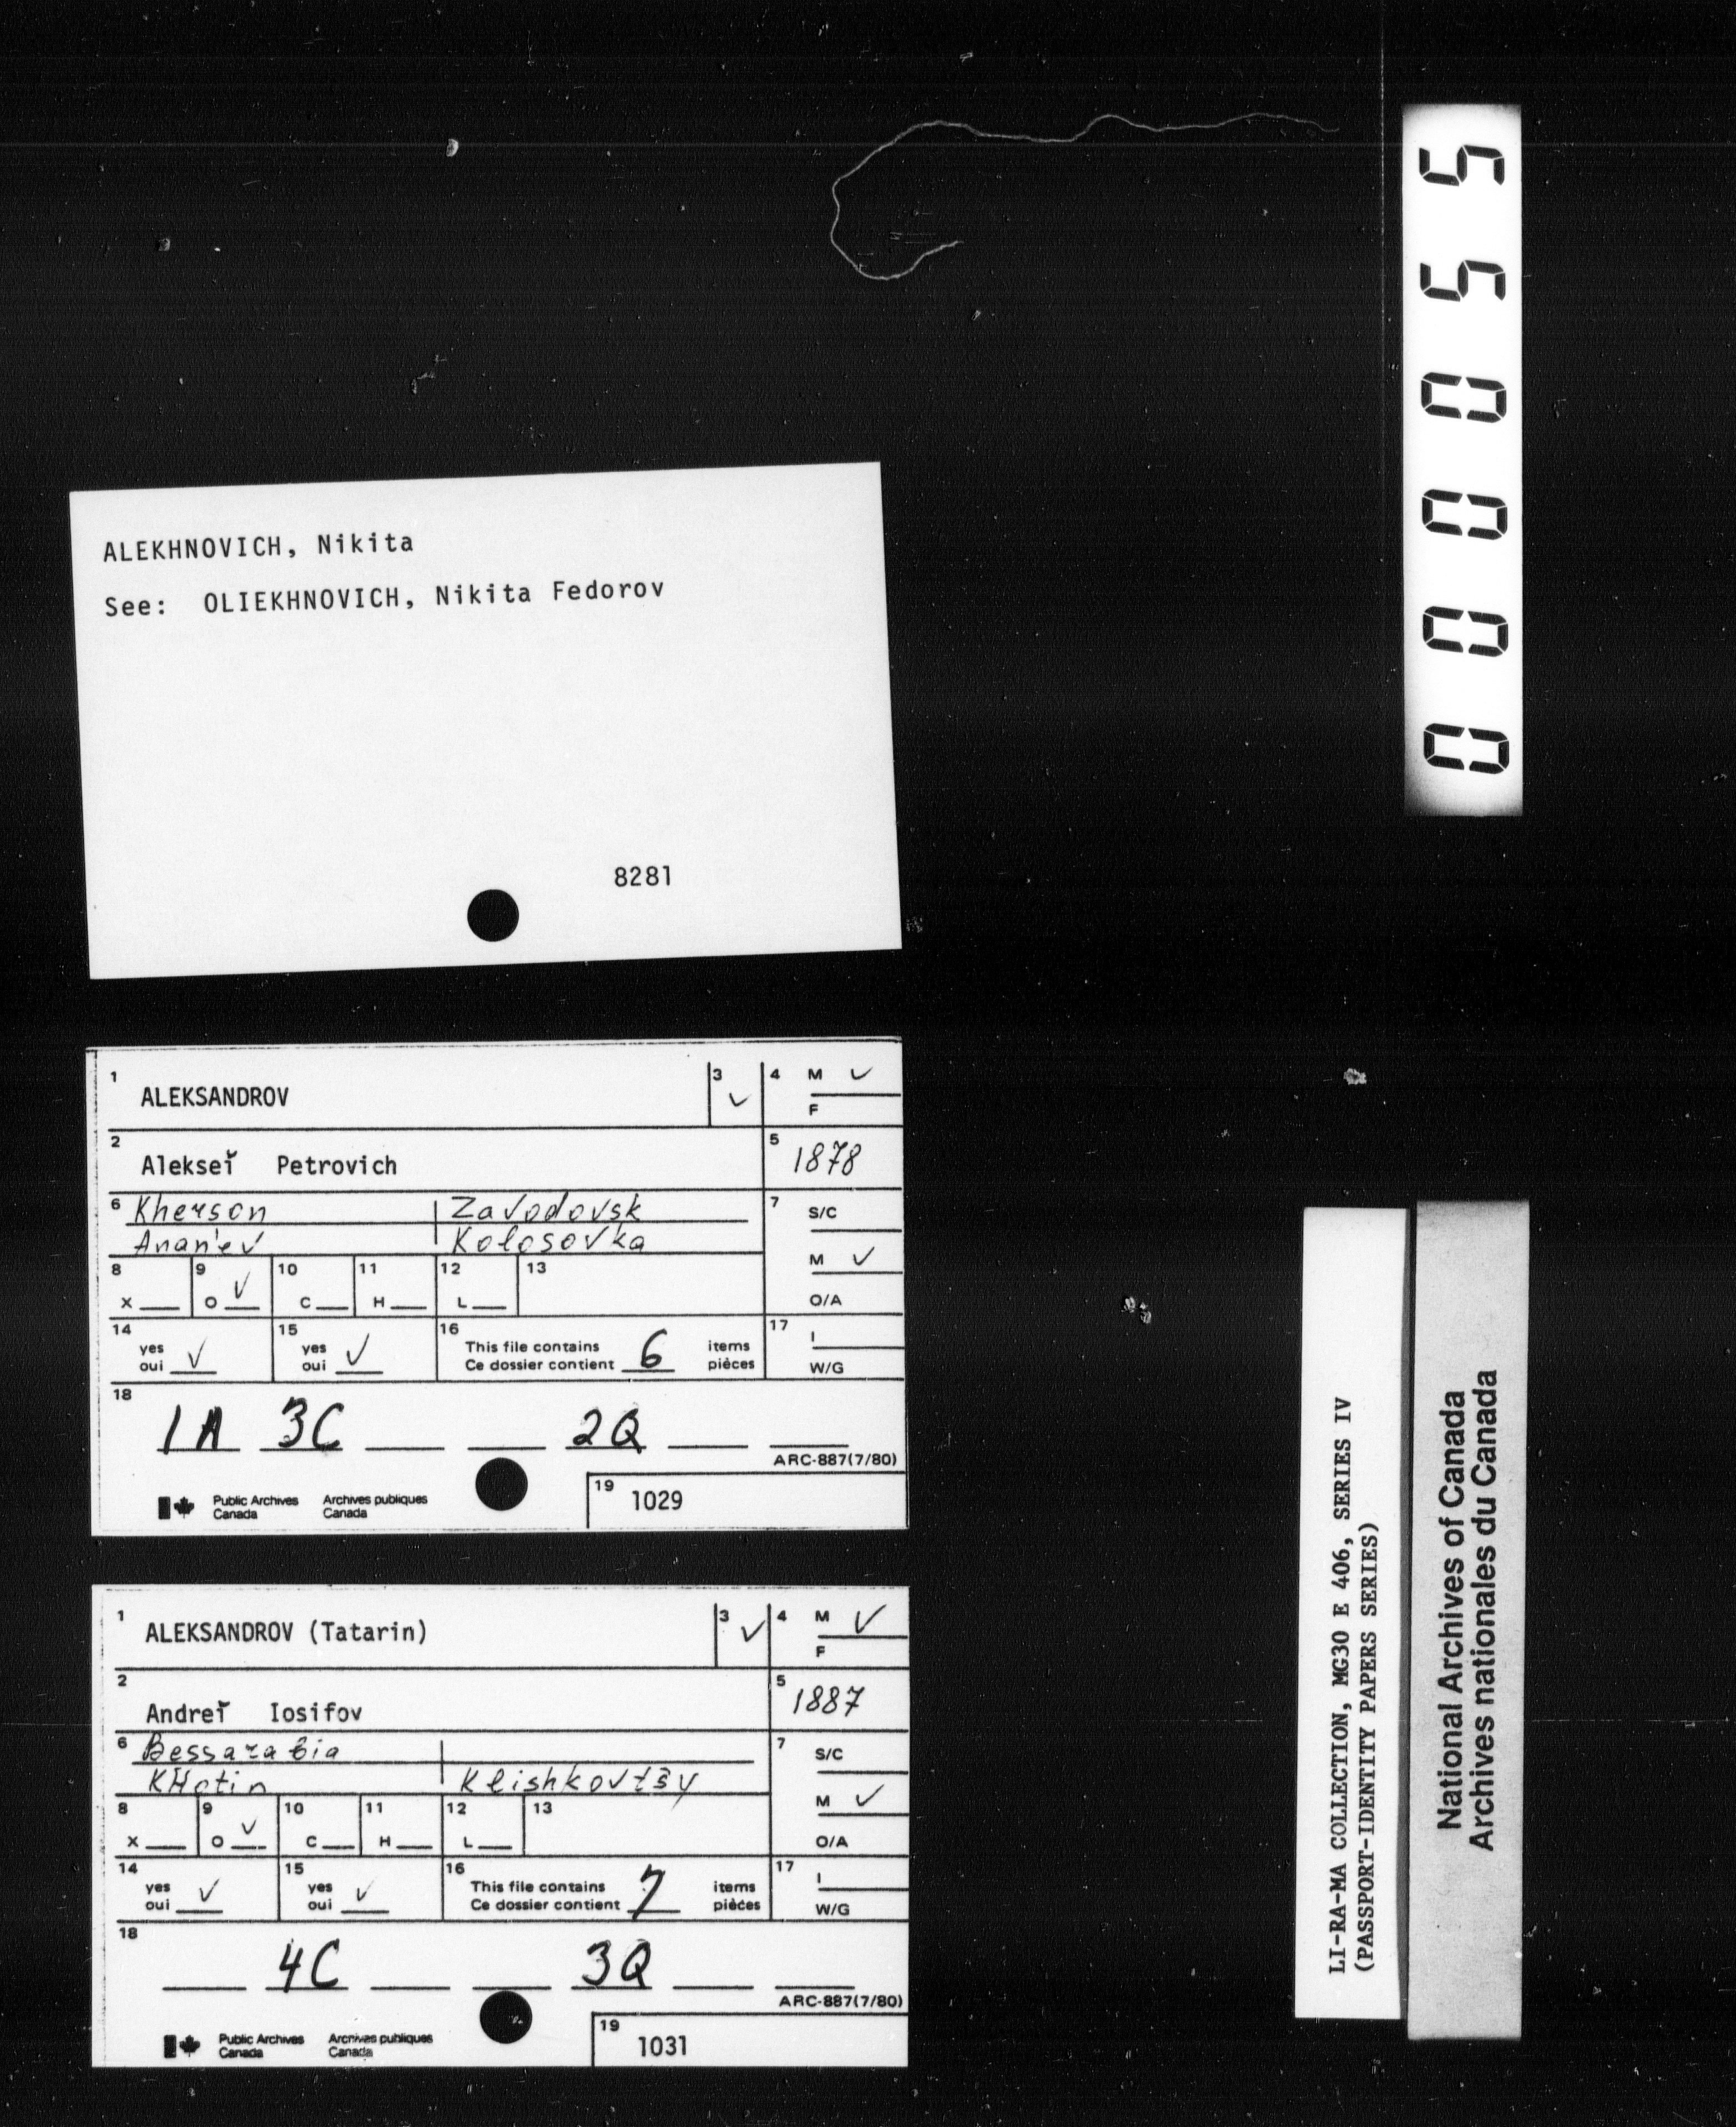 000055
ALEKHNOVICH, Nikita
See: OLIEKHNOVICH, Nikita Fedorov
8281
1 ALEKSANDROV 3 ✓ 4 M ✓
F
2 Alekseĭ Petrovich 5 1878
6 Kherson Zavodovsk 7 S/C
Anan'ev Kolosovka M ✓
8 X 9 O ✓ 10 C 11 H 12 L 13 O/A
14 yes oui ✓ 15 yes oui ✓ 16 This file contains 6 items 17 I
Ce dossier contient pièces W/G
18 1A 3C 2Q
ARC-887(7/80)
Public Archives Canada Archives publiques Canada 19 1029
1 ALEKSANDROV (Tatarin) 3 ✓ 4 M ✓
F
2 Andreĭ Iosifov 5 1887
6 Bessarabia 7 S/C
KHotin Klishkovt͡sy M ✓
8 X 9 O ✓ 10 C 11 H 12 L 13 O/A
14 yes oui ✓ 15 yes oui ✓ 16 This file contains 7 items 17 I
Ce dossier contient pièces W/G
18 4C 3Q
ARC-887(7/80)
Public Archives Canada Archives publiques Canada 19 1031
LI-RA-MA COLLECTION, MG30 E 406, SERIES IV
(PASSPORT-IDENTITY PAPERS SERIES)
National Archives of Canada
Archives nationales du Canada